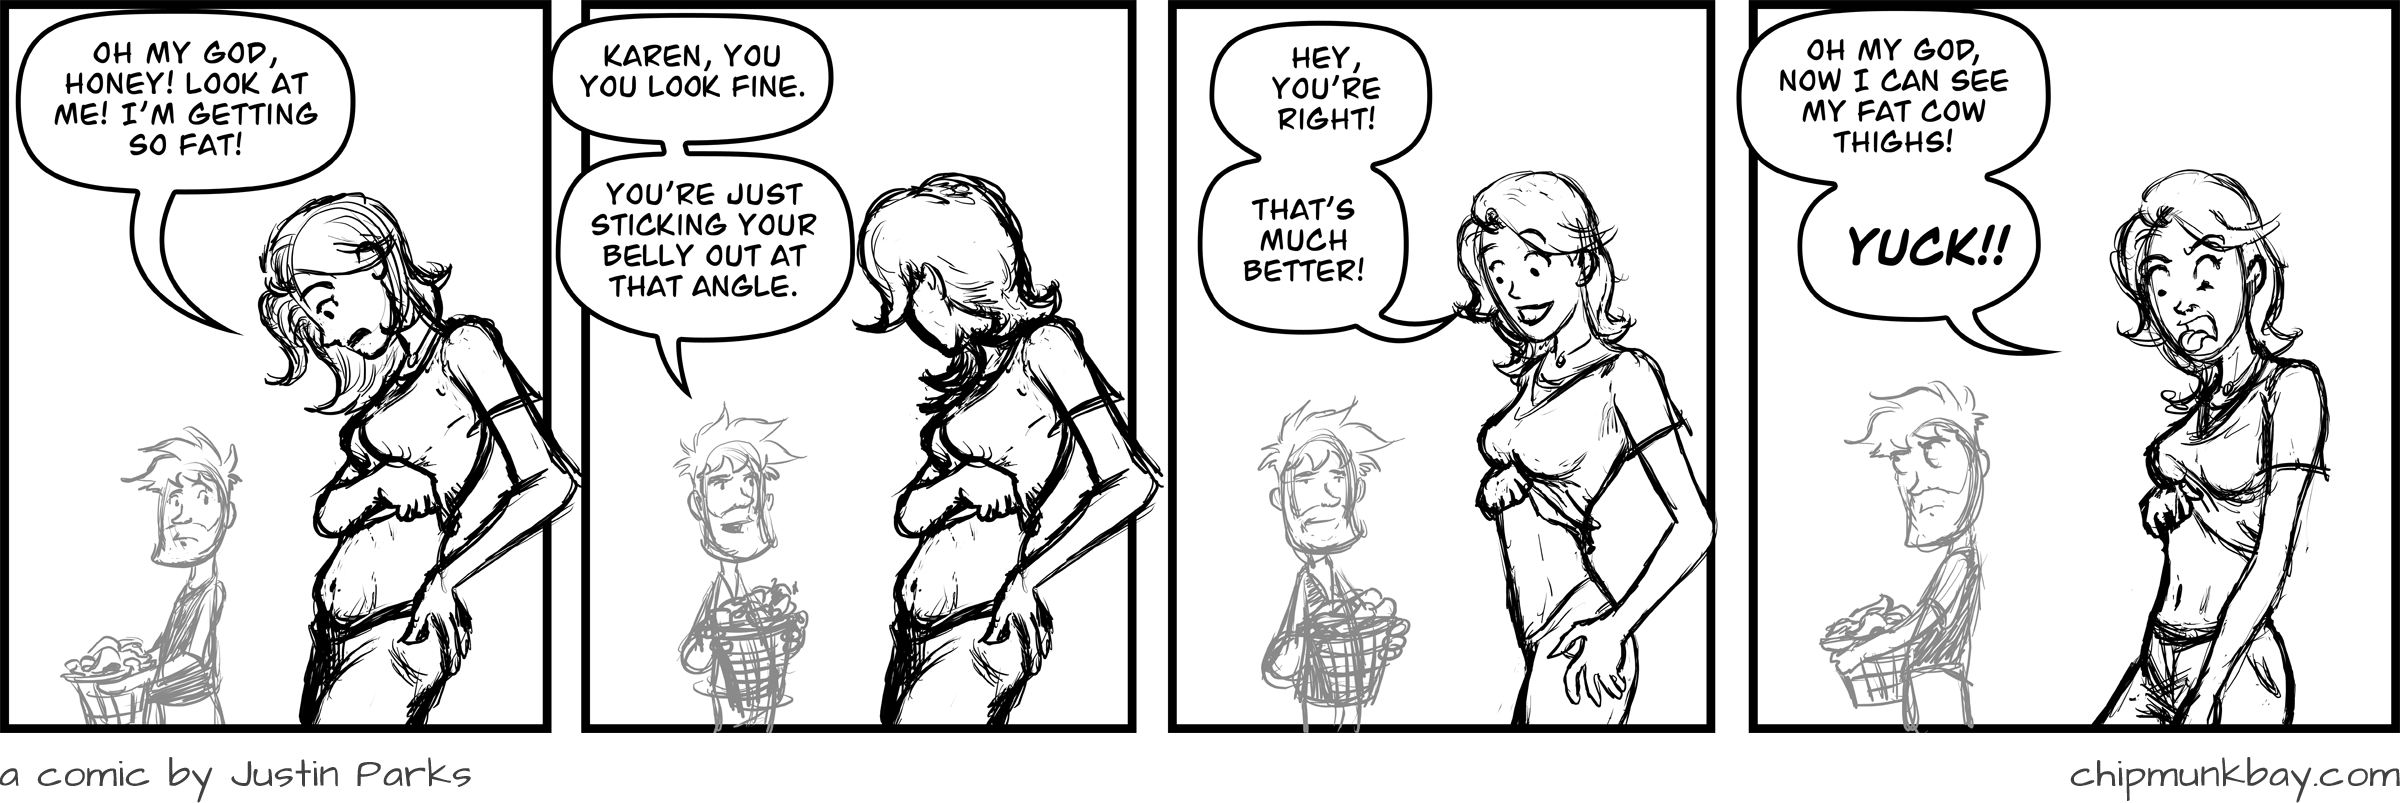 OH MY GOD,
HONEY! LOOK AT
ME! I'M GETTING
SO FAT!
KAREN, YOU
YOU LOOK FINE.
YOU'RE JUST
STICKING YOUR
BELLY OUT AT
THAT ANGLE.
HEY,
YOU'RE
RIGHT!
THAT'S
MUCH
BETTER!
OH MY GOD,
NOW I CAN SEE
MY FAT COW
THIGHS!
YUCK!!
a comic by Justin Parks
chipmunkbay.com